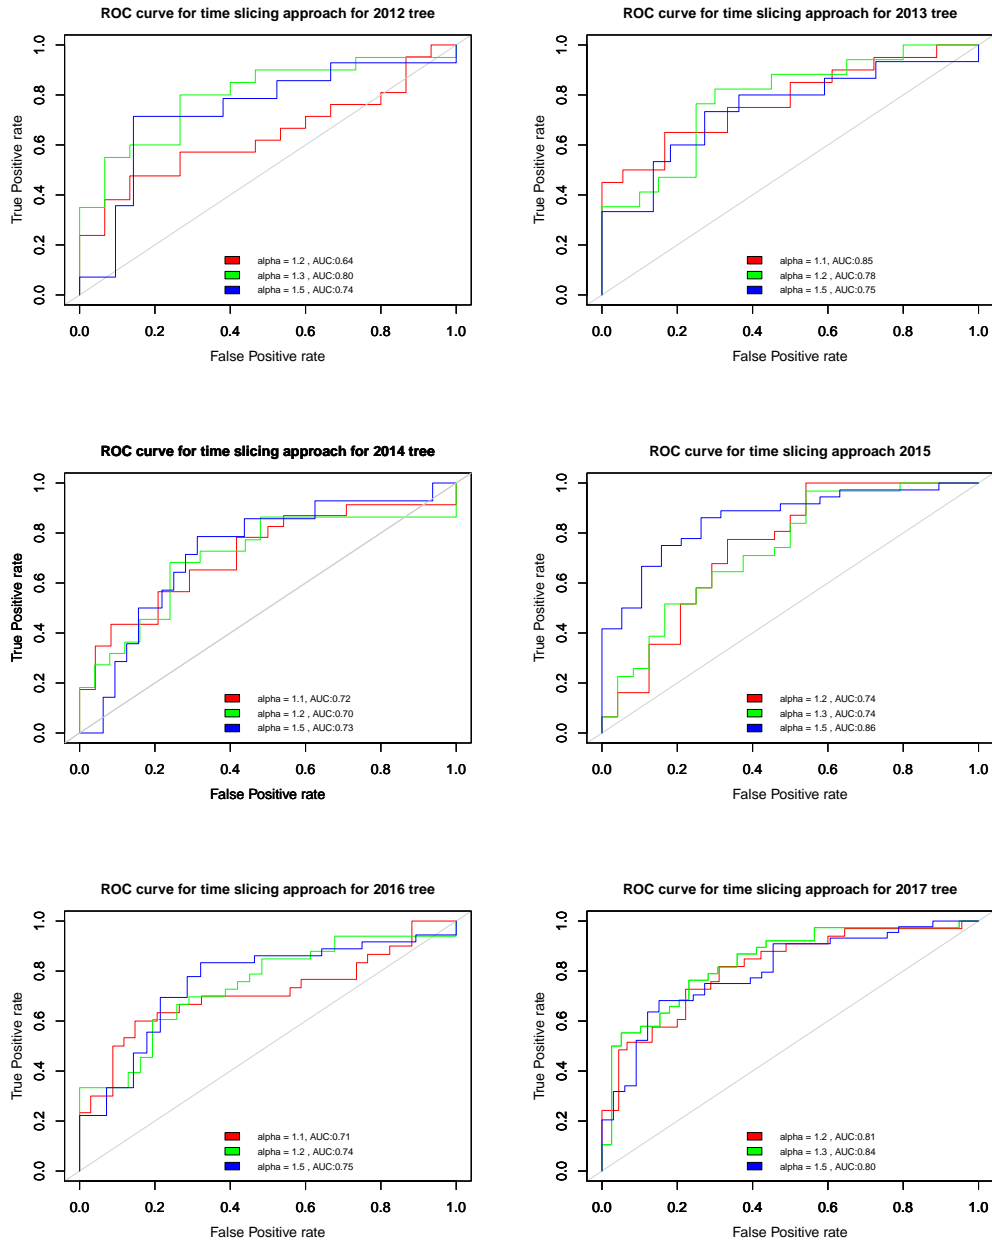 ROC curve for time slicing approach for 2012 tree
True Positive rate
1.0
0.8
0.6
0.4
0.2
0.0
alpha = 1.2 , AUC:0.64
alpha = 1.3 , AUC:0.80
alpha = 1.5 , AUC:0.74
0.0 0.2 0.4 0.6 0.8 1.0
False Positive rate
ROC curve for time slicing approach for 2013 tree
True Positive rate
1.0
0.8
0.6
0.4
0.2
0.0
alpha = 1.1, AUC:0.85
alpha = 1.2 , AUC:0.78
alpha = 1.5 , AUC:0.75
0.0 0.2 0.4 0.6 0.8 1.0
False Positive rate
ROC curve for time slicing approach for 2014 tree
True Positive rate
1.0
0.8
0.6
0.4
0.2
0.0
alpha = 1.1, AUC:0.72
alpha = 1.2 , AUC:0.70
alpha = 1.5 , AUC:0.73
0.0 0.2 0.4 0.6 0.8 1.0
False Positive rate
ROC curve for time slicing approach 2015
True Positive rate
1.0
0.8
0.6
0.4
0.2
0.0
alpha = 1.2 , AUC:0.74
alpha = 1.3 , AUC:0.74
alpha = 1.5 , AUC:0.86
0.0 0.2 0.4 0.6 0.8 1.0
False Positive rate
ROC curve for time slicing approach for 2016 tree
True Positive rate
1.0
0.8
0.6
0.4
0.2
0.0
alpha = 1.1, AUC:0.71
alpha = 1.2 , AUC:0.74
alpha = 1.5 , AUC:0.75
0.0 0.2 0.4 0.6 0.8 1.0
False Positive rate
ROC curve for time slicing approach for 2017 tree
True Positive rate
1.0
0.8
0.6
0.4
0.2
0.0
alpha = 1.2 , AUC:0.81
alpha = 1.3 , AUC:0.84
alpha = 1.5 , AUC:0.80
0.0 0.2 0.4 0.6 0.8 1.0
False Positive rate